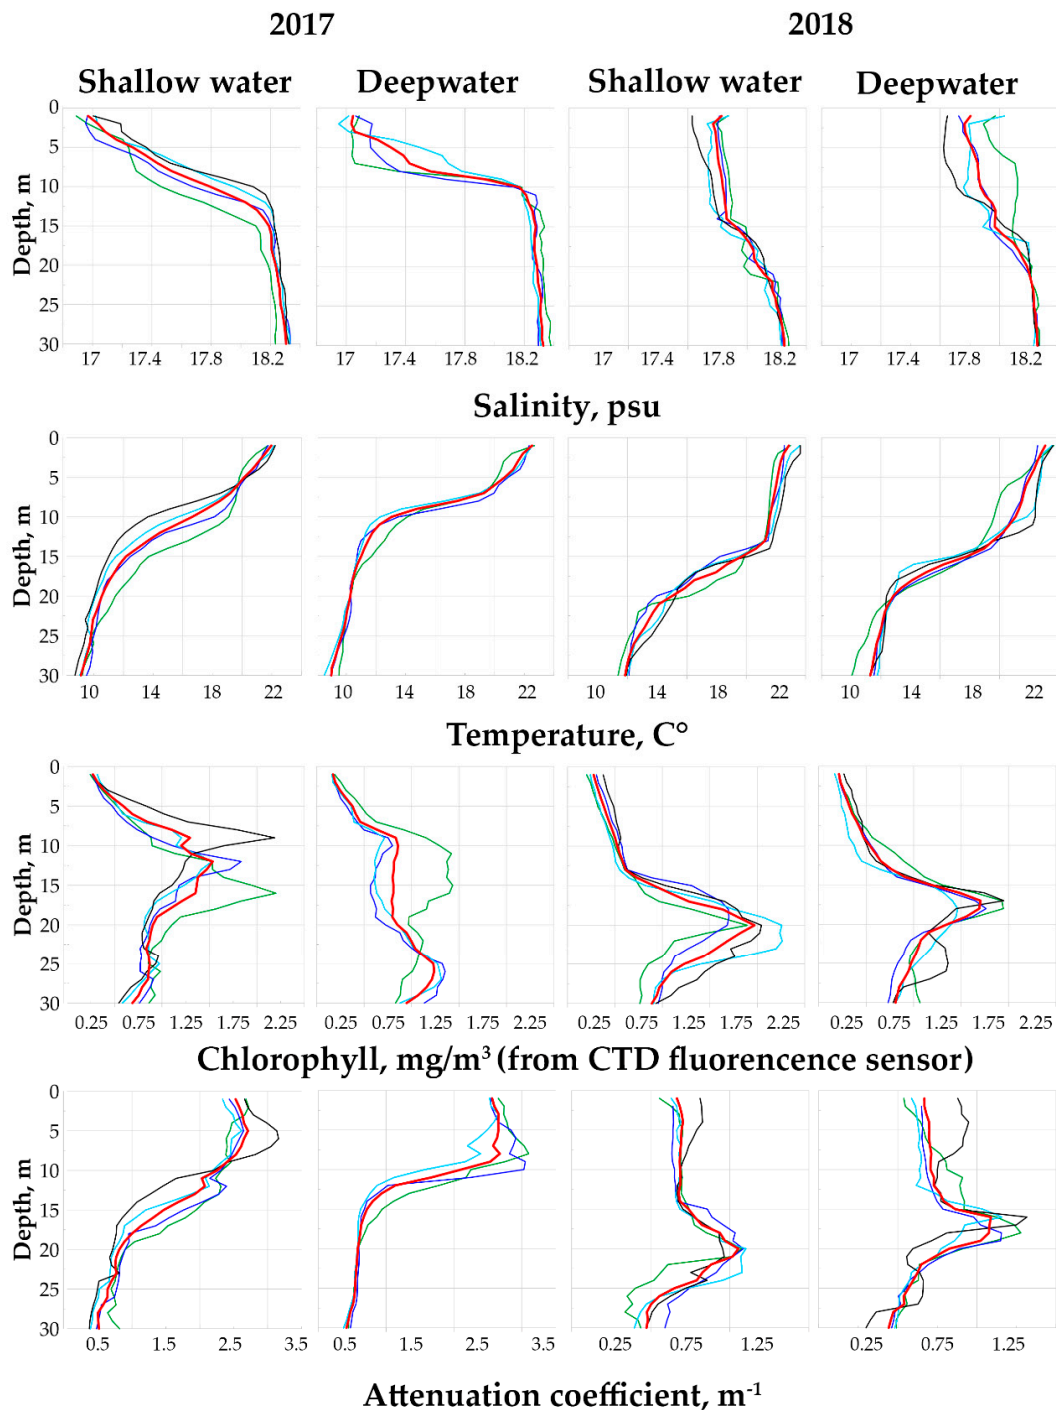 2017 2018
Shallow water Deepwater Shallow water Deepwater
Depth, m
0
5
10
15
20
25
30
17 17.4 17.8 18.2 17 17.4 17.8 18.2 17 17.4 17.8 18.2 17 17.4 17.8 18.2
Salinity, psu
Depth, m
0
5
10
15
20
25
30
10 14 18 22 10 14 18 22 10 14 18 22 10 14 18 22
Temperature, C°
Depth, m
0
5
10
15
20
25
30
0.25 0.75 1.25 1.75 2.25 0.25 0.75 1.25 1.75 2.25 0.25 0.75 1.25 1.75 2.25 0.25 0.75 1.25 1.75 2.25
Chlorophyll, mg/m³ (from CTD fluorencence sensor)
Depth, m
0
5
10
15
20
25
30
0.5 1.5 2.5 3.5 0.5 1.5 2.5 3.5 0.25 0.75 1.25 0.25 0.75 1.25
Attenuation coefficient, m⁻¹